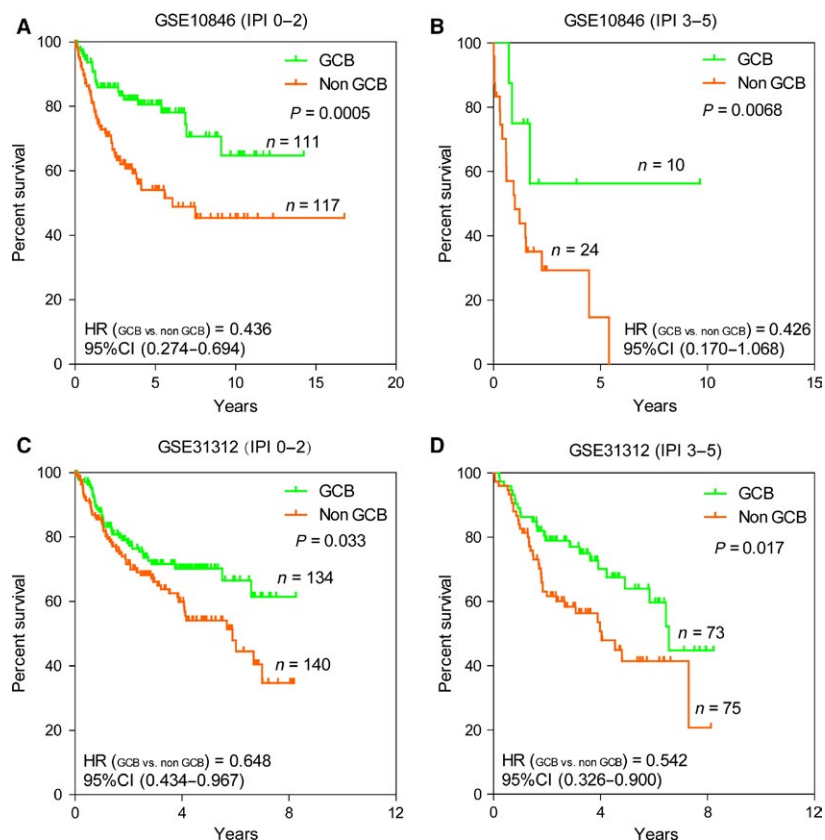 A
GSE10846 (IPI 0–2)
Percent survival
100
80
60
40
20
0
GCB
Non GCB
P = 0.0005
n = 111
n = 117
HR (GCB vs. non GCB) = 0.436
95%CI (0.274–0.694)
0 5 10 15 20
Years
B
GSE10846 (IPI 3–5)
Percent survival
100
80
60
40
20
0
GCB
Non GCB
P = 0.0068
n = 10
n = 24
HR (GCB vs. non GCB) = 0.426
95%CI (0.170–1.068)
0 5 10 15
Years
C
GSE31312 (IPI 0–2)
Percent survival
100
80
60
40
20
0
GCB
Non GCB
P = 0.033
n = 134
n = 140
HR (GCB vs. non GCB) = 0.648
95%CI (0.434–0.967)
0 4 8 12
Years
D
GSE31312 (IPI 3–5)
Percent survival
100
80
60
40
20
0
GCB
Non GCB
P = 0.017
n = 73
n = 75
HR (GCB vs. non GCB) = 0.542
95%CI (0.326–0.900)
0 4 8 12
Years